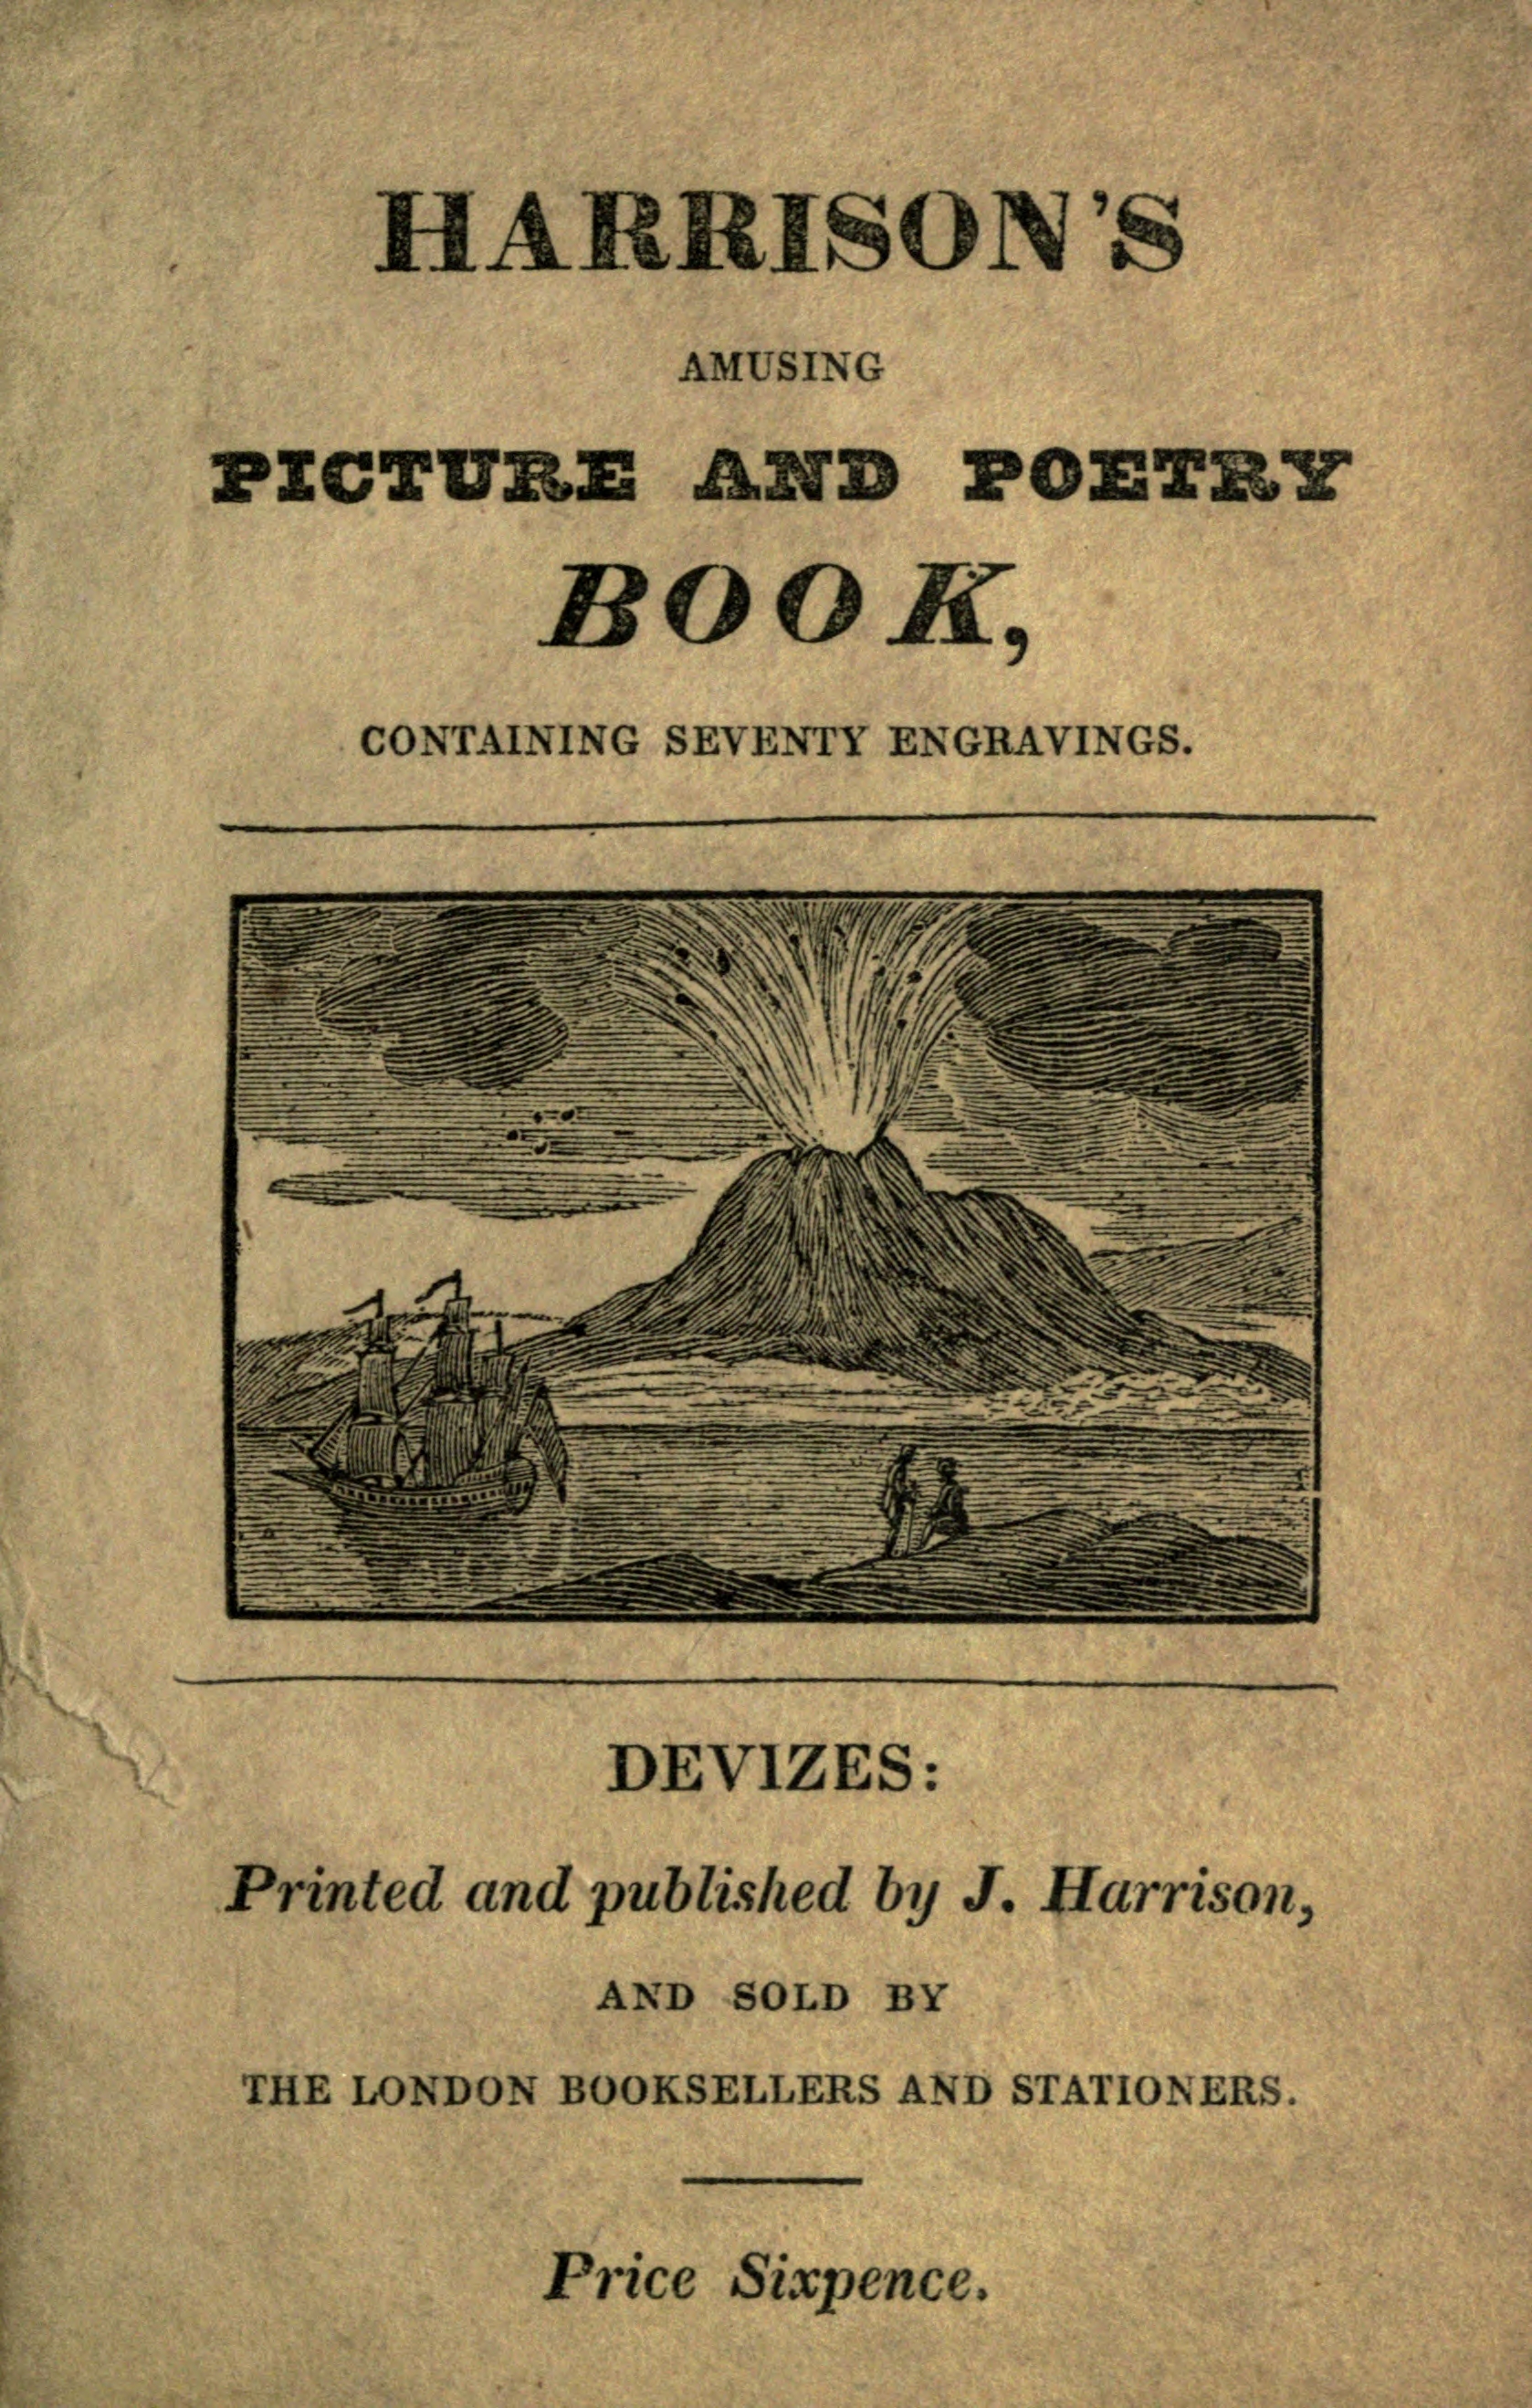 HARRISON'S
AMUSING
PICTURE AND POETRY
BOOK,
CONTAINING SEVENTY ENGRAVINGS.
DEVIZES:
Printed and published by J. Harrison,
AND SOLD BY
THE LONDON BOOKSELLERS AND STATIONERS.
Price Sixpence.